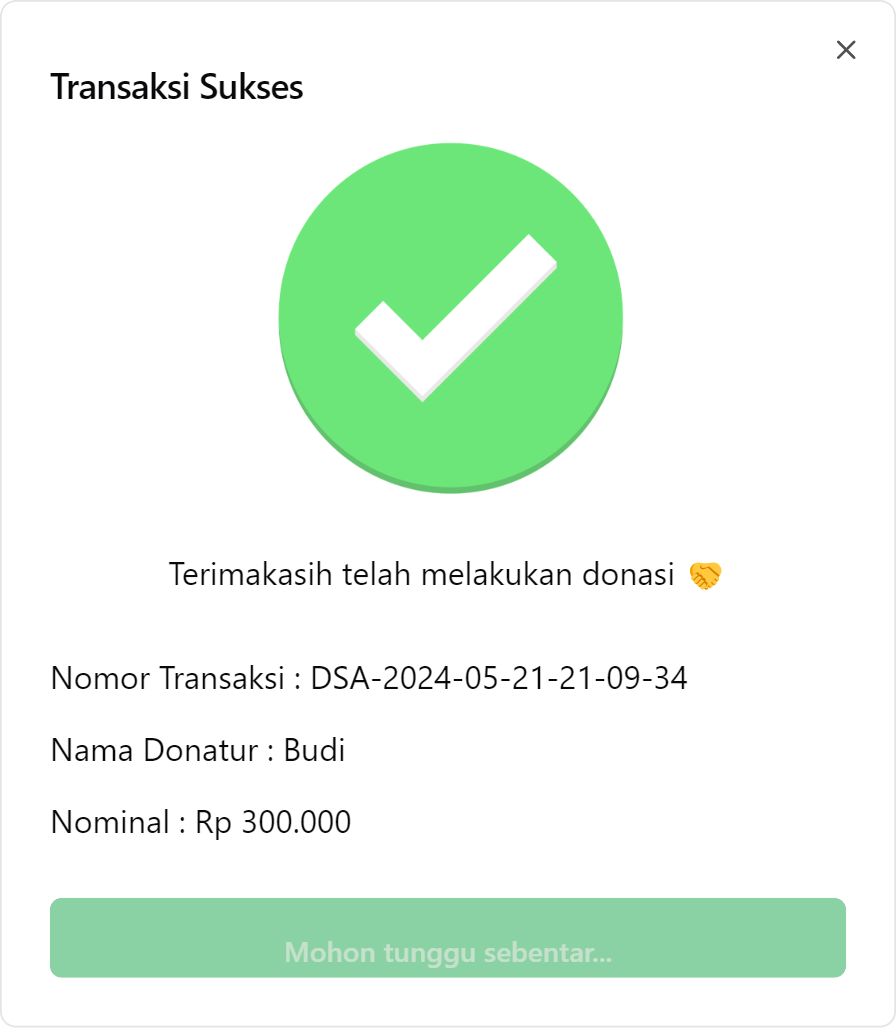 Transaksi Sukses
Terimakasih telah melakukan donasi 🤝
Nomor Transaksi : DSA-2024-05-21-21-09-34
Nama Donatur : Budi
Nominal : Rp 300.000
Mohon tunggu sebentar...